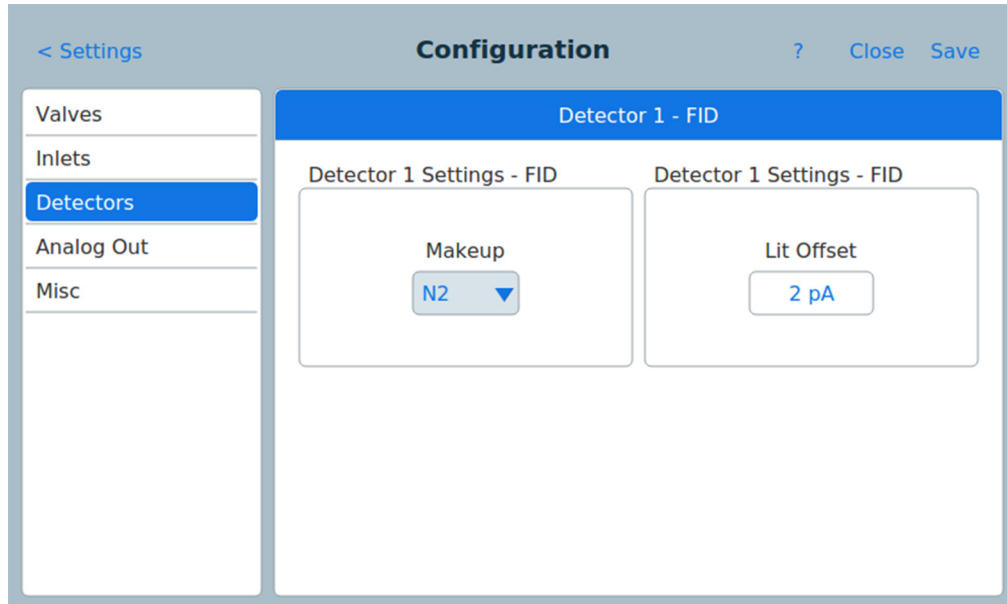 < Settings
Configuration
?
Close
Save
Valves
Inlets
Detectors
Analog Out
Misc
Detector 1 - FID
Detector 1 Settings - FID
Makeup
N2
Detector 1 Settings - FID
Lit Offset
2 pA